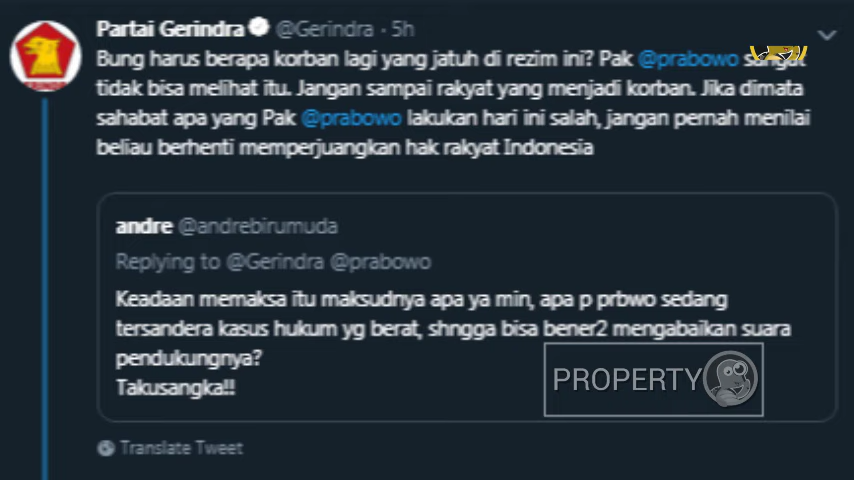 Partai Gerindra @Gerindra · 5h
Bung harus berapa korban lagi yang jatuh di rezim ini? Pak @prabowo sangat
tidak bisa melihat itu. Jangan sampai rakyat yang menjadi korban. Jika dimata
sahabat apa yang Pak @prabowo lakukan hari ini salah, jangan pernah menilai
beliau berhenti memperjuangkan hak rakyat Indonesia
andre @andrebirumuda
Replying to @Gerindra @prabowo
Keadaan memaksa itu maksudnya apa ya min, apa p prbwo sedang
tersandera kasus hukum yg berat, shngga bisa bener2 mengabaikan suara
pendukungnya?
Takusangka!!
PROPERTY
Translate Tweet